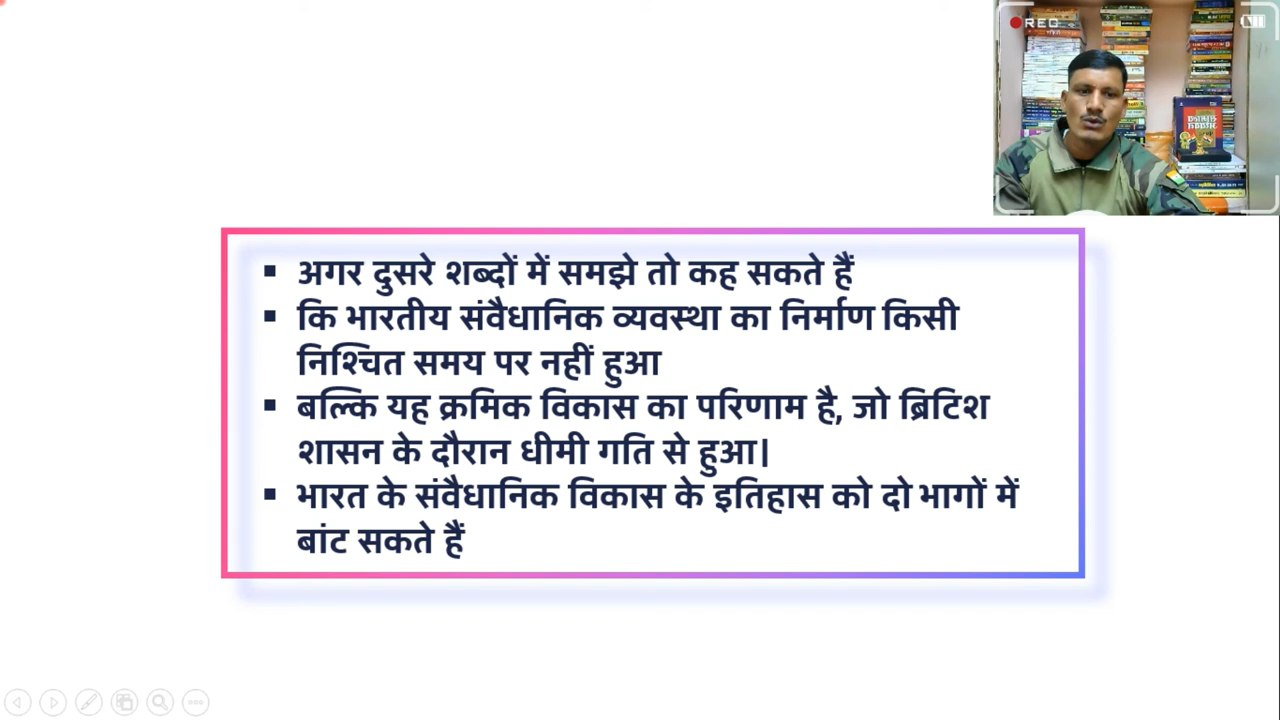 REC
▪ अगर दुसरे शब्दों में समझे तो कह सकते हैं
▪ कि भारतीय संवैधानिक व्यवस्था का निर्माण किसी
निश्चित समय पर नहीं हुआ
▪ बल्कि यह क्रमिक विकास का परिणाम है, जो ब्रिटिश
शासन के दौरान धीमी गति से हुआ।
▪ भारत के संवैधानिक विकास के इतिहास को दो भागों में
बांट सकते हैं